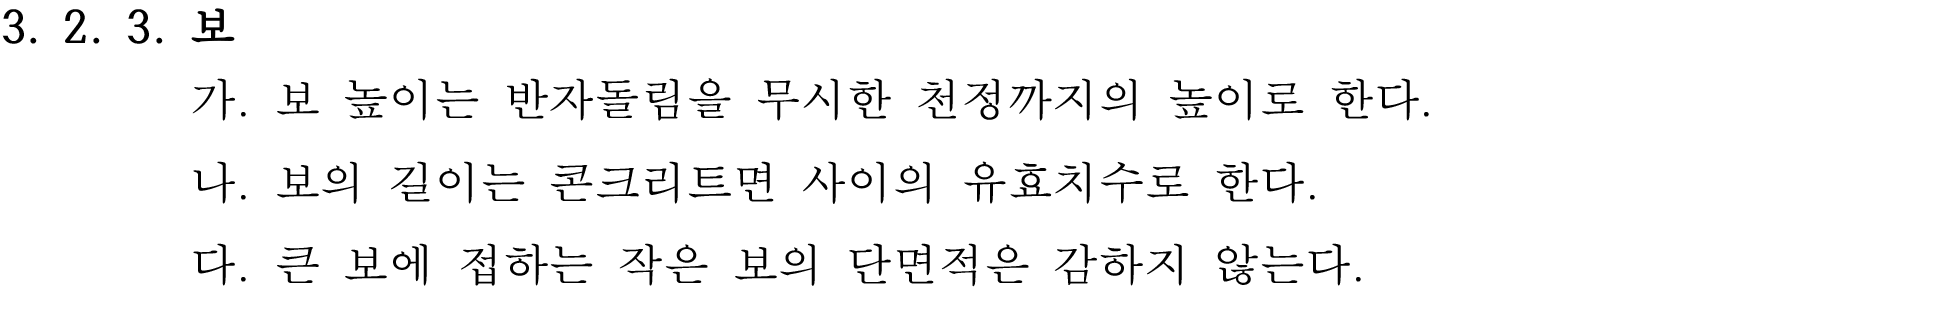 3. 2. 3. 보
가. 보 높이는 반자돌림을 무시한 천정까지의 높이로 한다.
나. 보의 길이는 콘크리트면 사이의 유효치수로 한다.
다. 큰 보에 접하는 작은 보의 단면적은 감하지 않는다.